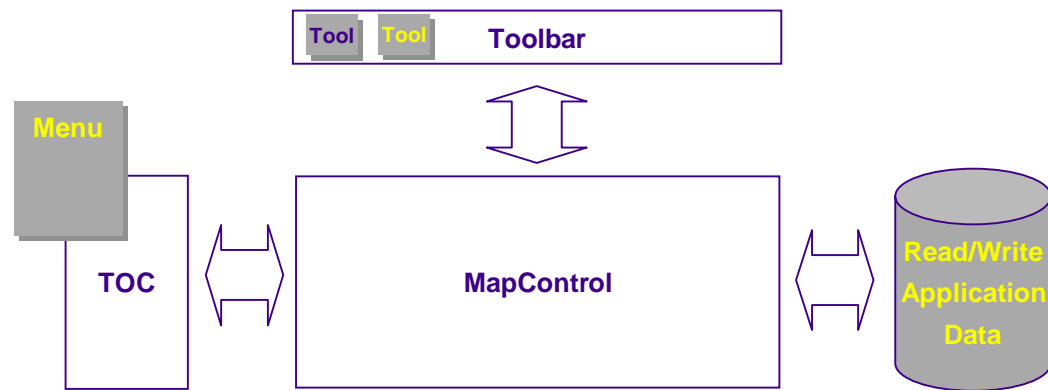 Tool Tool Toolbar
Menu
TOC
MapControl
Read/Write
Application
Data